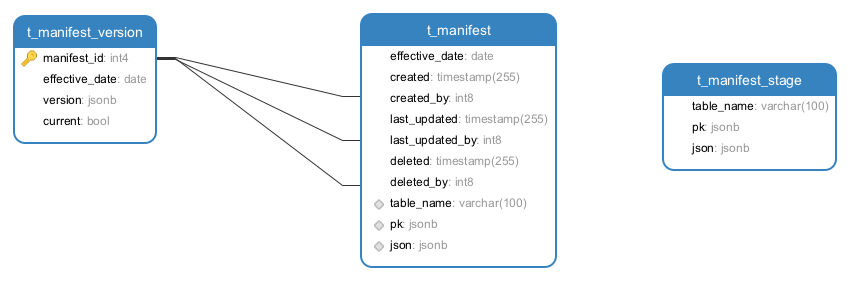 t_manifest_version
manifest_id: int4
effective_date: date
version: jsonb
current: bool
t_manifest
effective_date: date
created: timestamp(255)
created_by: int8
last_updated: timestamp(255)
last_updated_by: int8
deleted: timestamp(255)
deleted_by: int8
table_name: varchar(100)
pk: jsonb
json: jsonb
t_manifest_stage
table_name: varchar(100)
pk: jsonb
json: jsonb